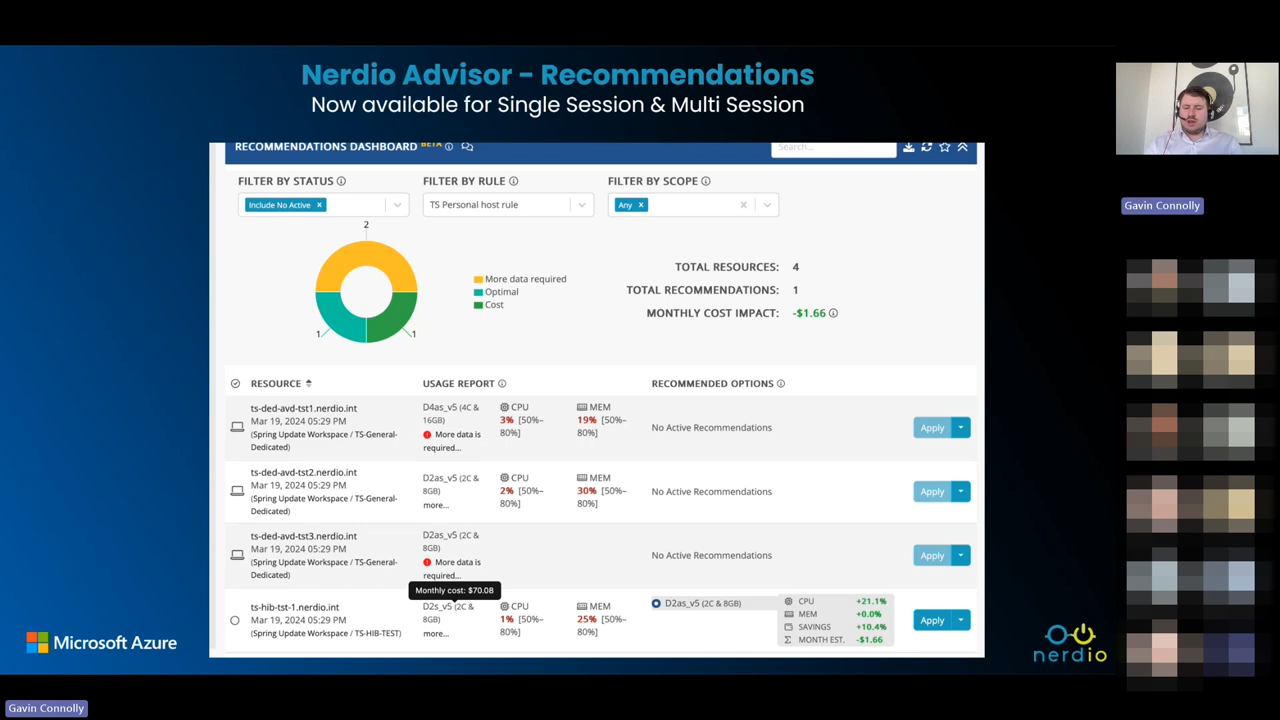 Nerdio Advisor - Recommendations
Now available for Single Session & Multi Session
RECOMMENDATIONS DASHBOARD BETA
Search...
FILTER BY STATUS
FILTER BY RULE
FILTER BY SCOPE
Include No Active ×
TS Personal host rule
Any ×
2
1
1
More data required
Optimal
Cost
TOTAL RESOURCES: 4
TOTAL RECOMMENDATIONS: 1
MONTHLY COST IMPACT: -$1.66
RESOURCE
USAGE REPORT
RECOMMENDED OPTIONS
ts-ded-avd-tst1.nerdio.int
Mar 19, 2024 05:29 PM
(Spring Update Workspace / TS-General-
Dedicated)
D4as_v5 (4C &
16GB)
More data is
required...
CPU
3% [50%–
80%]
MEM
19% [50%–
80%]
No Active Recommendations
Apply
ts-ded-avd-tst2.nerdio.int
Mar 19, 2024 05:29 PM
(Spring Update Workspace / TS-General-
Dedicated)
D2as_v5 (2C &
8GB)
more...
CPU
2% [50%–
80%]
MEM
30% [50%–
80%]
No Active Recommendations
Apply
ts-ded-avd-tst3.nerdio.int
Mar 19, 2024 05:29 PM
(Spring Update Workspace / TS-General-
Dedicated)
D2as_v5 (2C &
8GB)
More data is
required...
No Active Recommendations
Apply
Monthly cost: $70.08
ts-hib-tst-1.nerdio.int
Mar 19, 2024 05:29 PM
(Spring Update Workspace / TS-HIB-TEST)
D2s_v5 (2C &
8GB)
more...
CPU
1% [50%–
80%]
MEM
25% [50%–
80%]
D2as_v5 (2C & 8GB)
CPU +21.1%
MEM +0.0%
SAVINGS +10.4%
MONTH EST. -$1.66
Apply
Microsoft Azure
nerdio
Gavin Connolly
Gavin Connolly